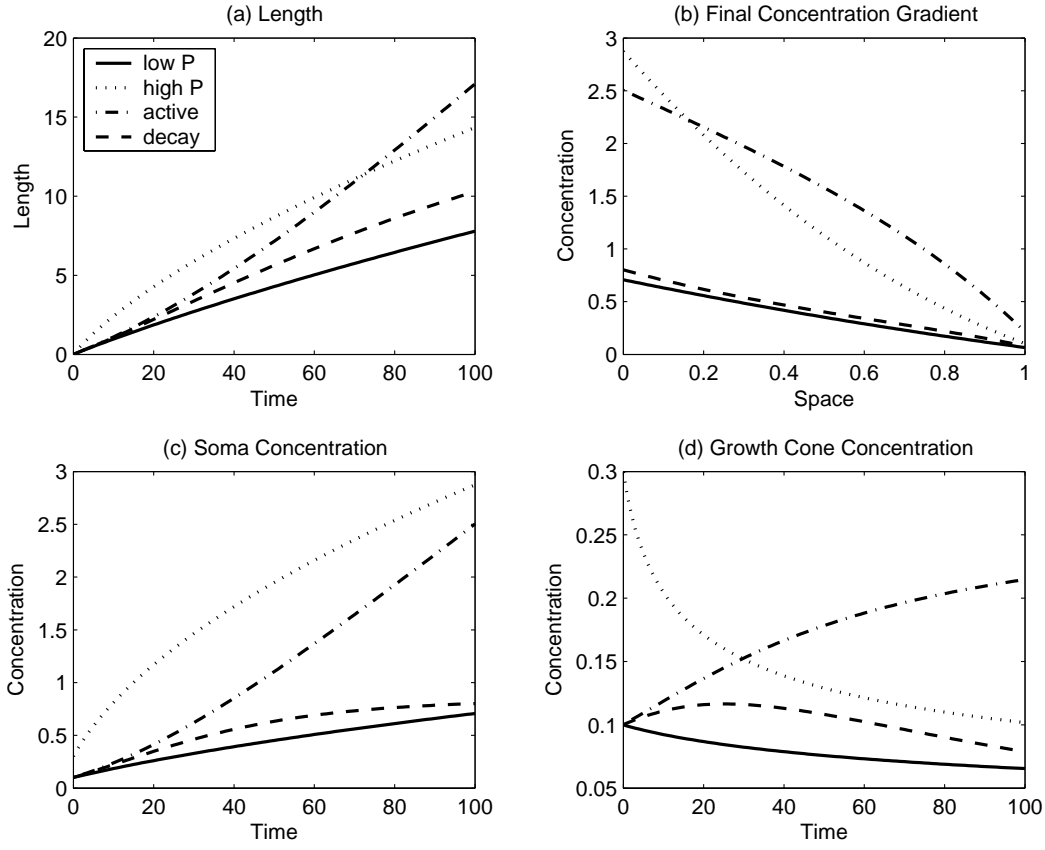 (a) Length
20
15
10
5
0
Length
low P
high P
active
decay
0 20 40 60 80 100
Time
(b) Final Concentration Gradient
3
2.5
2
1.5
1
0.5
0
Concentration
0 0.2 0.4 0.6 0.8 1
Space
(c) Soma Concentration
3
2.5
2
1.5
1
0.5
0
Concentration
0 20 40 60 80 100
Time
(d) Growth Cone Concentration
0.3
0.25
0.2
0.15
0.1
0.05
Concentration
0 20 40 60 80 100
Time